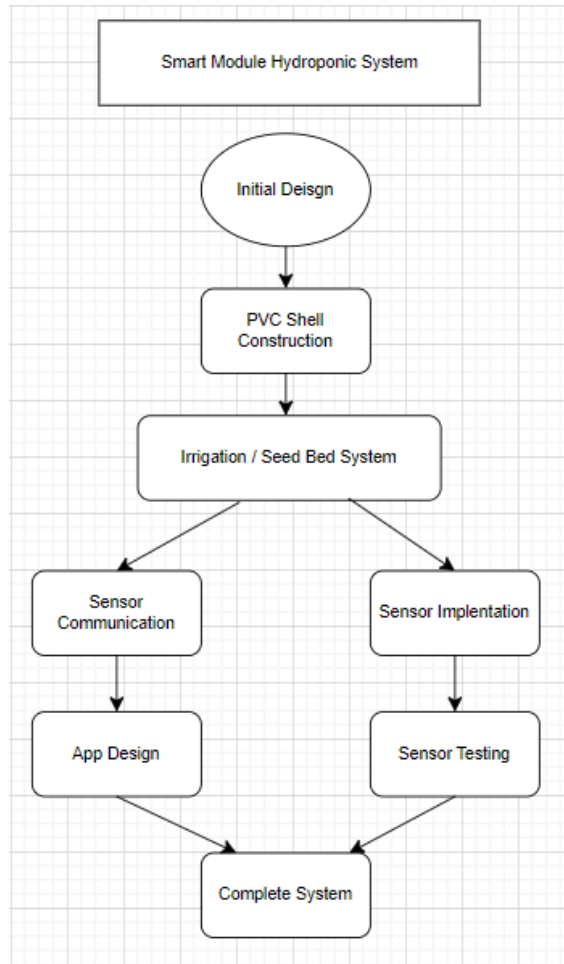 Smart Module Hydroponic System
Initial Deisgn
PVC Shell
Construction
Irrigation / Seed Bed System
Sensor
Communication
Sensor Implentation
App Design
Sensor Testing
Complete System